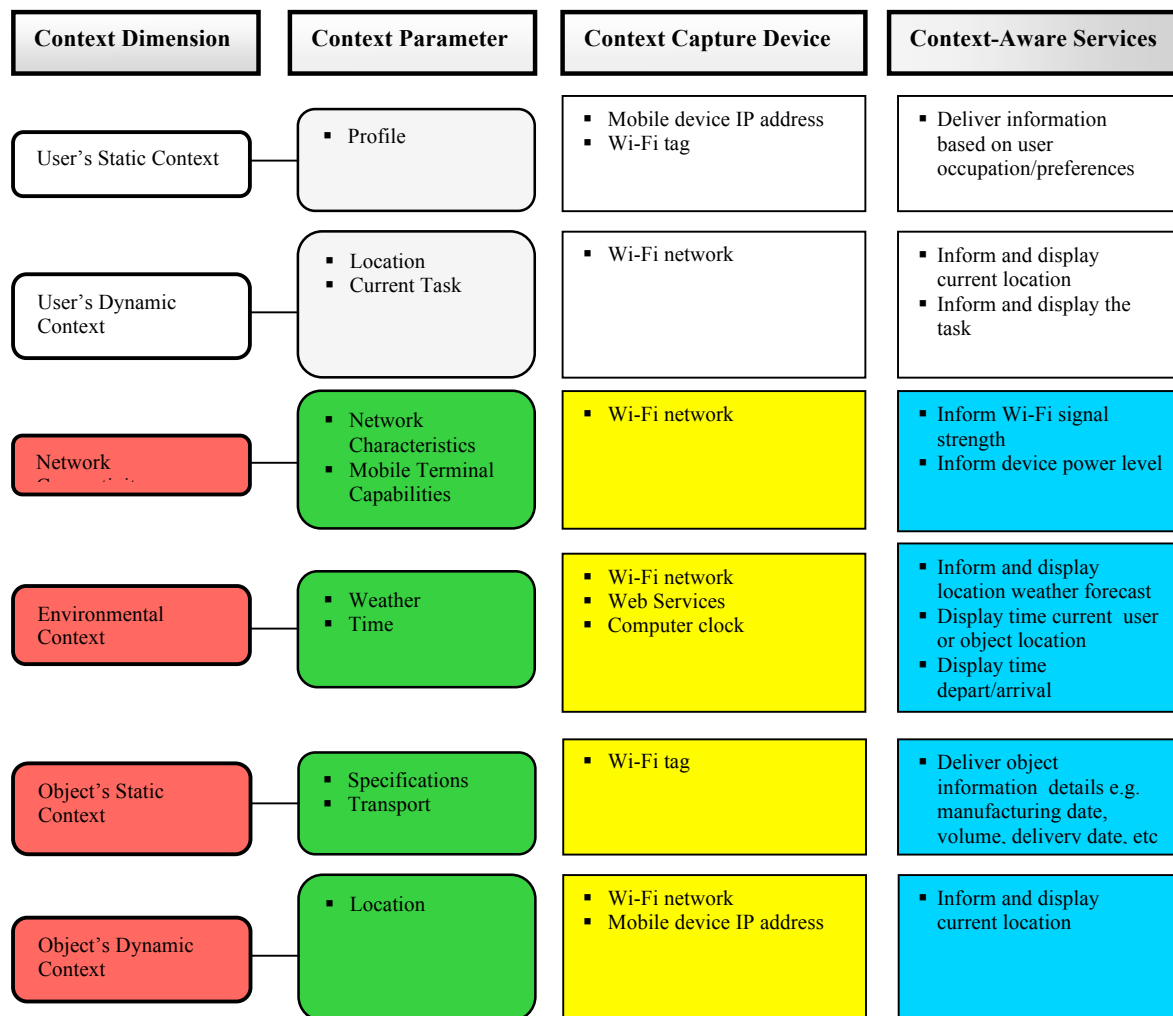 Context Dimension
Context Parameter
Context Capture Device
Context-Aware Services
User’s Static Context
▪ Profile
▪ Mobile device IP address
▪ Wi-Fi tag
▪ Deliver information
based on user
occupation/preferences
User’s Dynamic
Context
▪ Location
▪ Current Task
▪ Wi-Fi network
▪ Inform and display
current location
▪ Inform and display the
task
Network
▪ Network
Characteristics
▪ Mobile Terminal
Capabilities
▪ Wi-Fi network
▪ Inform Wi-Fi signal
strength
▪ Inform device power level
Environmental
Context
▪ Weather
▪ Time
▪ Wi-Fi network
▪ Web Services
▪ Computer clock
▪ Inform and display
location weather forecast
▪ Display time current user
or object location
▪ Display time
depart/arrival
Object’s Static
Context
▪ Specifications
▪ Transport
▪ Wi-Fi tag
▪ Deliver object
information details e.g.
manufacturing date,
volume, delivery date, etc
Object’s Dynamic
Context
▪ Location
▪ Wi-Fi network
▪ Mobile device IP address
▪ Inform and display
current location